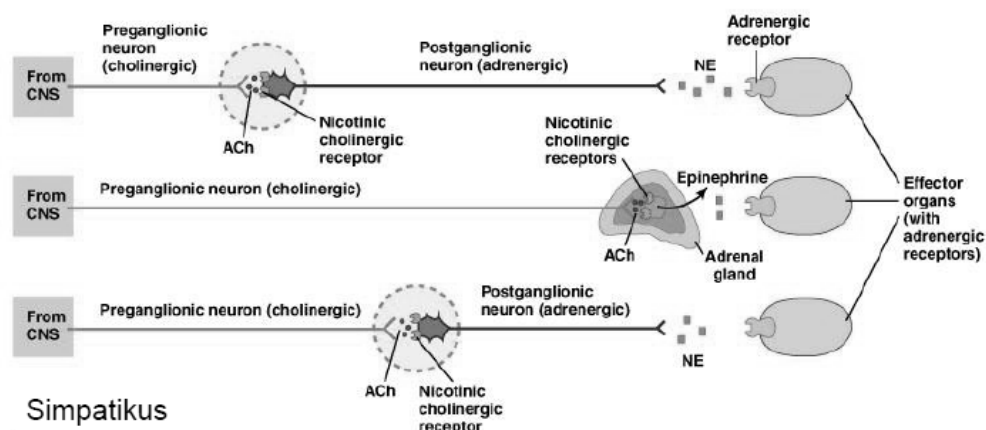 Preganglionic
neuron
(cholinergic)
Postganglionic
neuron (adrenergic)
Adrenergic
receptor
NE
From
CNS
ACh
Nicotinic
cholinergic
receptor
Nicotinic
cholinergic
receptors
From
CNS
Preganglionic neuron (cholinergic)
Epinephrine
ACh
Adrenal
gland
Effector
organs
(with
adrenergic
receptors)
From
CNS
Preganglionic neuron (cholinergic)
Postganglionic
neuron (adrenergic)
NE
ACh
Nicotinic
cholinergic
receptor
Simpatikus